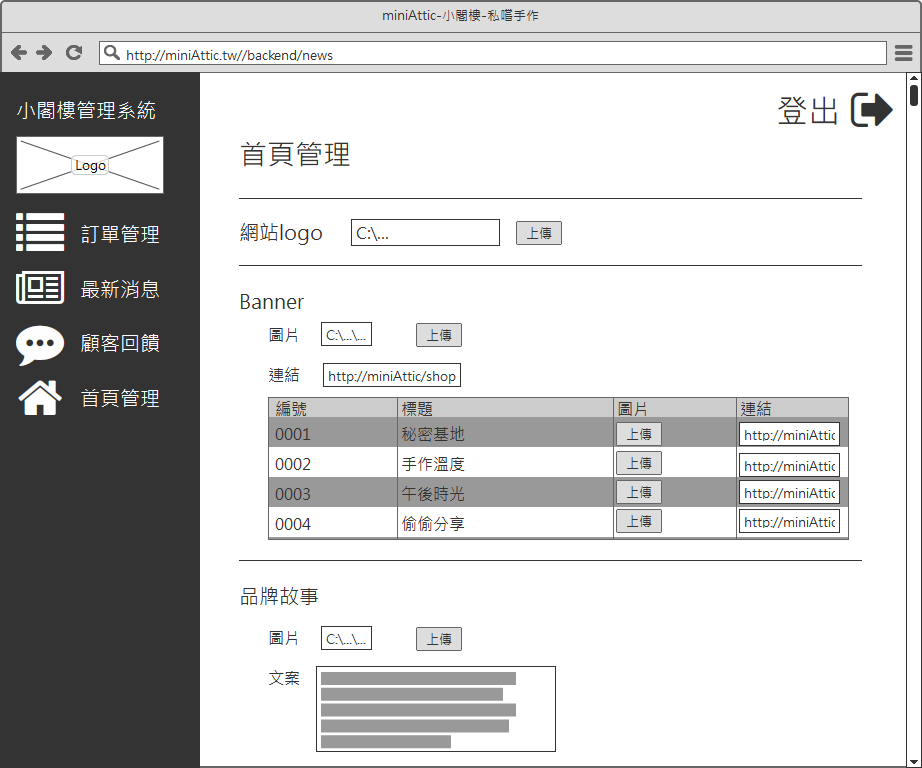 miniAttic-小閣樓-私嚐手作
http://miniAttic.tw//backend/news
小閣樓管理系統
Logo
訂單管理
最新消息
顧客回饋
首頁管理
登出
首頁管理
網站logo C:\... 上傳
Banner
圖片 C:\...\... 上傳
連結 http://miniAttic/shop
編號 標題 圖片 連結
0001 秘密基地 上傳 http://miniAttic
0002 手作溫度 上傳 http://miniAttic
0003 午後時光 上傳 http://miniAttic
0004 偷偷分享 上傳 http://miniAttic
品牌故事
圖片 C:\...\... 上傳
文案